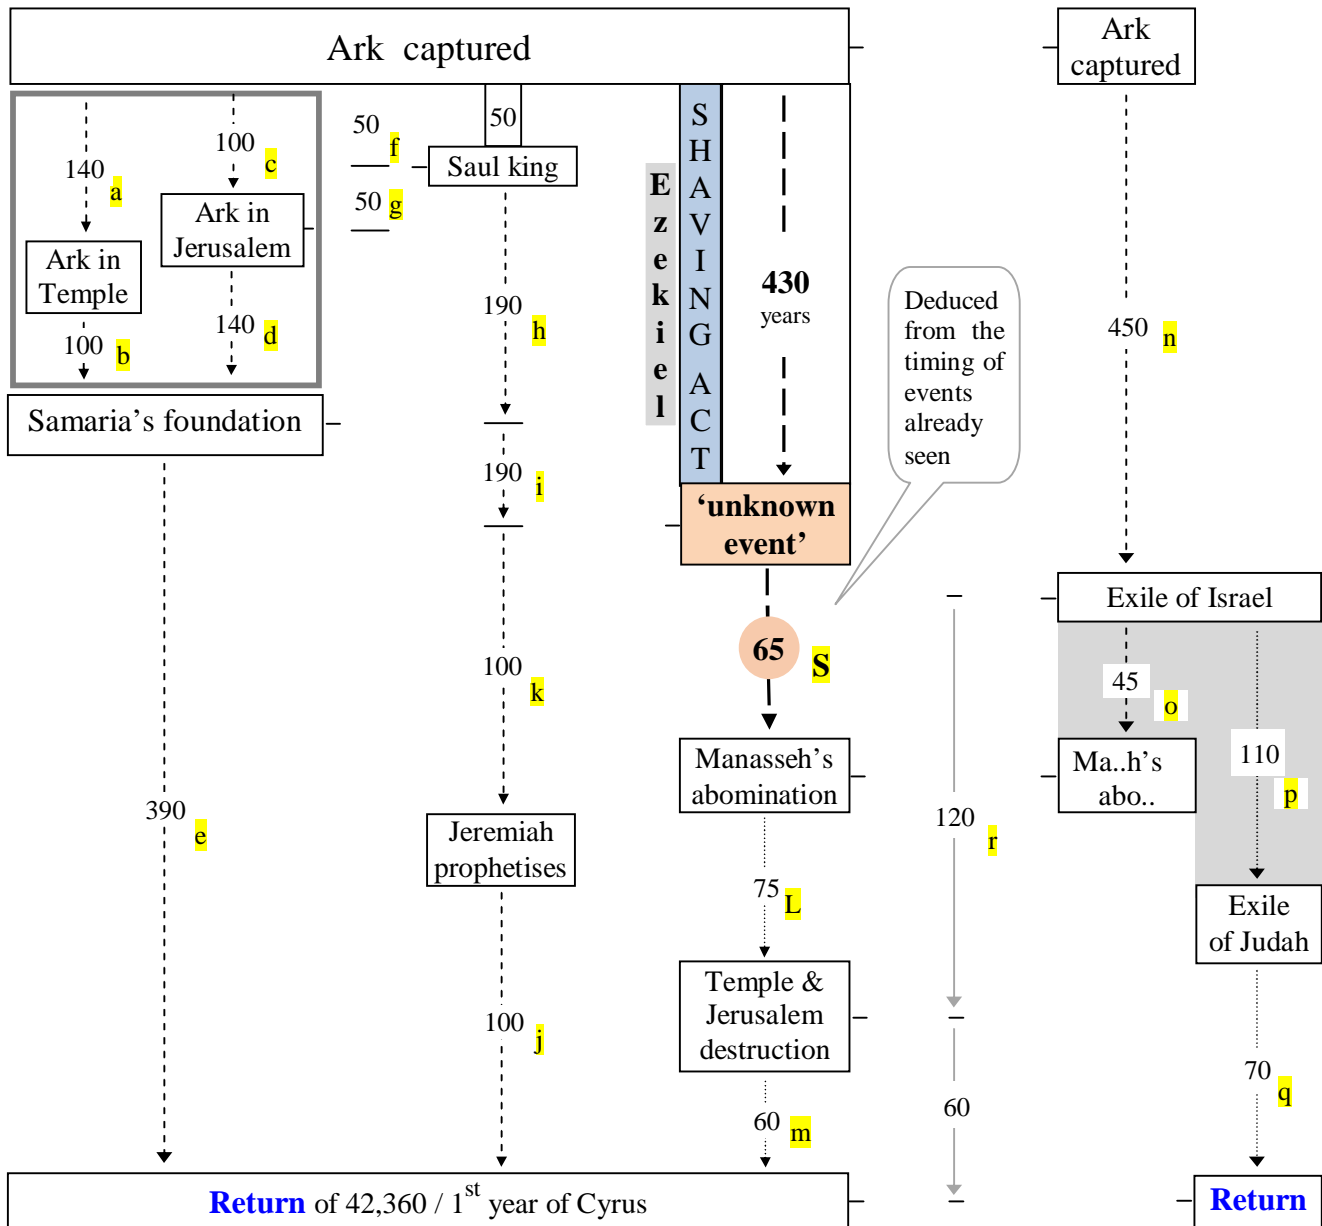 Ark captured
Ark
captured
140
a
100
c
Ark in
Temple
Ark in
Jerusalem
100
b
140
d
50
f
50
g
50
Saul king
Samaria's foundation
390
e
190
h
190
i
100
k
Jeremiah
prophetises
100
j
Ezekiel
SHAVING ACT
430
years
Deduced
from the
timing of
events
already
seen
'unknown
event'
65
S
Manasseh's
abomination
75
L
Temple &
Jerusalem
destruction
60
m
120
r
60
450
n
Exile of Israel
45
o
110
p
Ma..h's
abo..
Exile
of Judah
70
q
Return of 42,360 / 1st year of Cyrus
Return